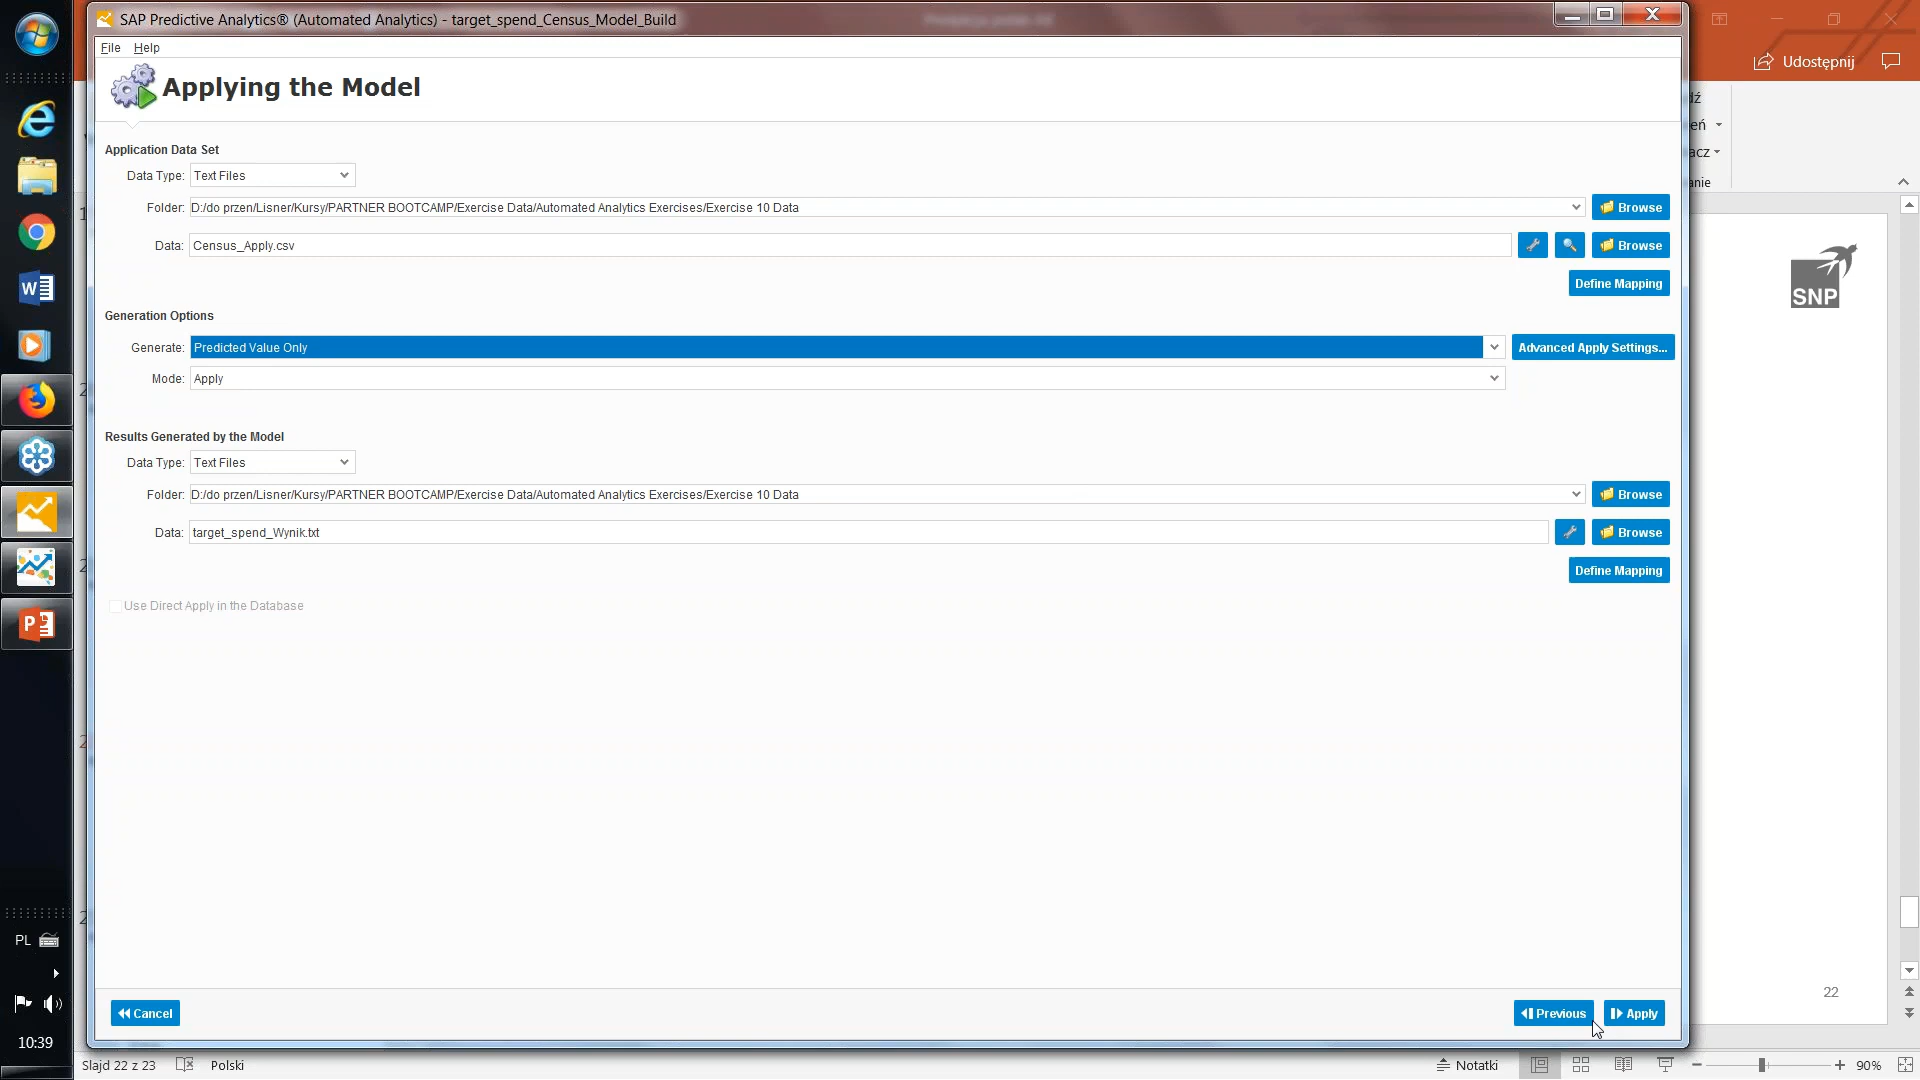 SAP Predictive Analytics® (Automated Analytics) - target_spend_Census_Model_Build
File Help
Udostępnij
Applying the Model
Application Data Set
Data Type: Text Files
Folder: D:/do przen/Lisner/Kursy/PARTNER BOOTCAMP/Exercise Data/Automated Analytics Exercises/Exercise 10 Data Browse
Data: Census_Apply.csv Browse
Define Mapping
SNP
Generation Options
Generate: Predicted Value Only Advanced Apply Settings...
Mode: Apply
Results Generated by the Model
Data Type: Text Files
Folder: D:/do przen/Lisner/Kursy/PARTNER BOOTCAMP/Exercise Data/Automated Analytics Exercises/Exercise 10 Data Browse
Data: target_spend_Wynik.txt Browse
Define Mapping
Use Direct Apply in the Database
PL
22
Cancel Previous Apply
10:39
Slajd 22 z 23 Polski Notatki 90%